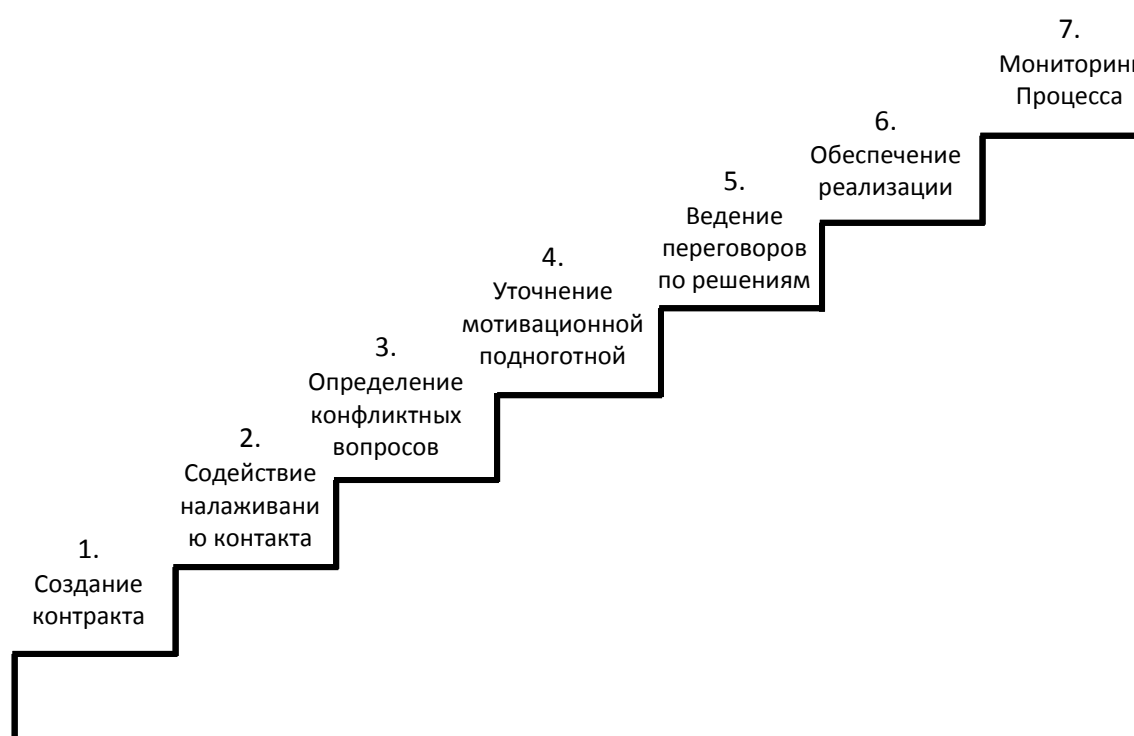 1.
Создание
контракта
2.
Содействие
налаживани
ю контакта
3.
Определение
конфликтных
вопросов
4.
Уточнение
мотивационной
подноготной
5.
Ведение
переговоров
по решениям
6.
Обеспечение
реализации
7.
Мониторинг
Процесса